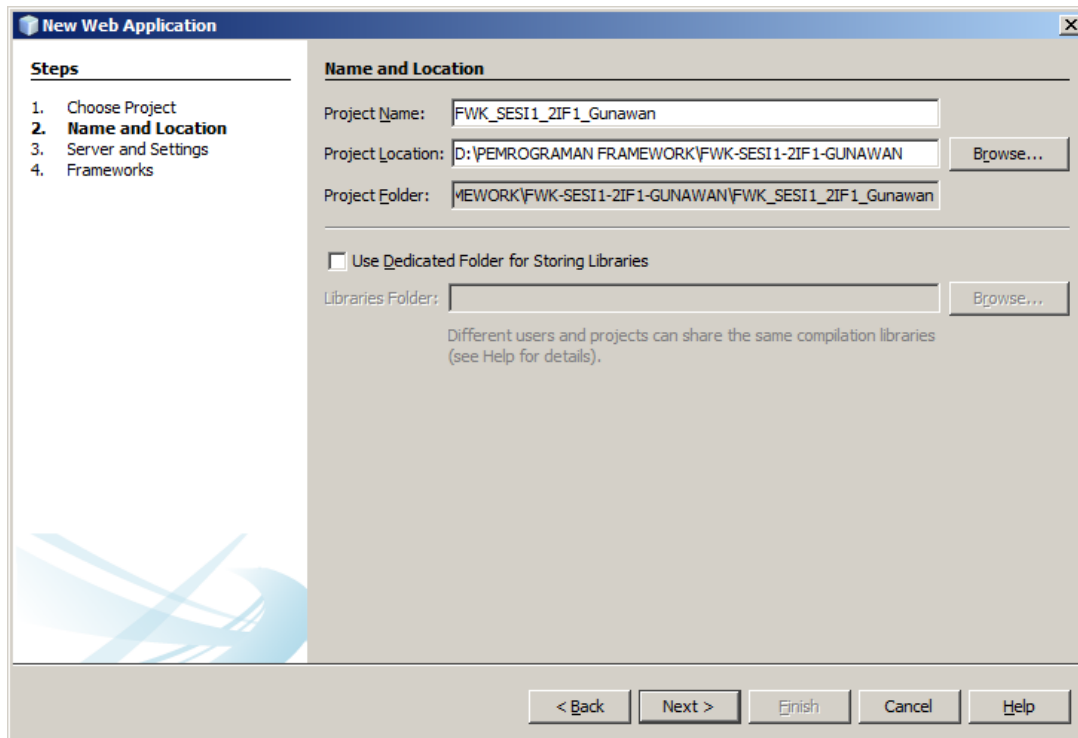 New Web Application
Steps
1. Choose Project
2. Name and Location
3. Server and Settings
4. Frameworks
Name and Location
Project Name: FWK_SESI1_2IF1_Gunawan
Project Location: D:\PEMROGRAMAN FRAMEWORK\FWK-SESI1-2IF1-GUNAWAN Browse...
Project Folder: MEWORK\FWK-SESI1-2IF1-GUNAWAN\FWK_SESI1_2IF1_Gunawan
Use Dedicated Folder for Storing Libraries
Libraries Folder: Browse...
Different users and projects can share the same compilation libraries
(see Help for details).
< Back Next > Finish Cancel Help